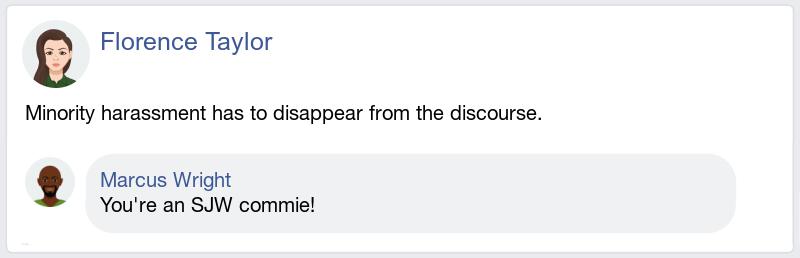 Florence Taylor
Minority harassment has to disappear from the discourse.
Marcus Wright
You're an SJW commie!